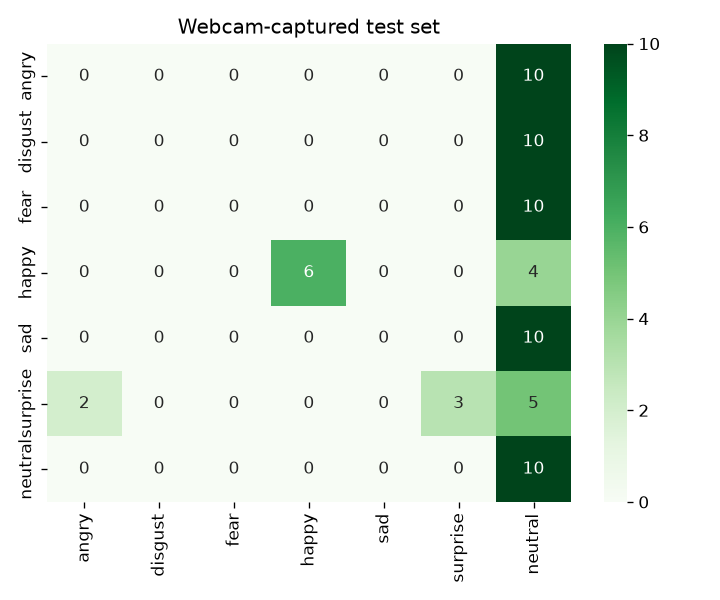 Webcam-captured test set
angry 0 0 0 0 0 0 10
disgust 0 0 0 0 0 0 10
fear 0 0 0 0 0 0 10
happy 0 0 0 6 0 0 4
sad 0 0 0 0 0 0 10
surprise 2 0 0 0 0 3 5
neutral 0 0 0 0 0 0 10
angry disgust fear happy sad surprise neutral
10
8
6
4
2
0